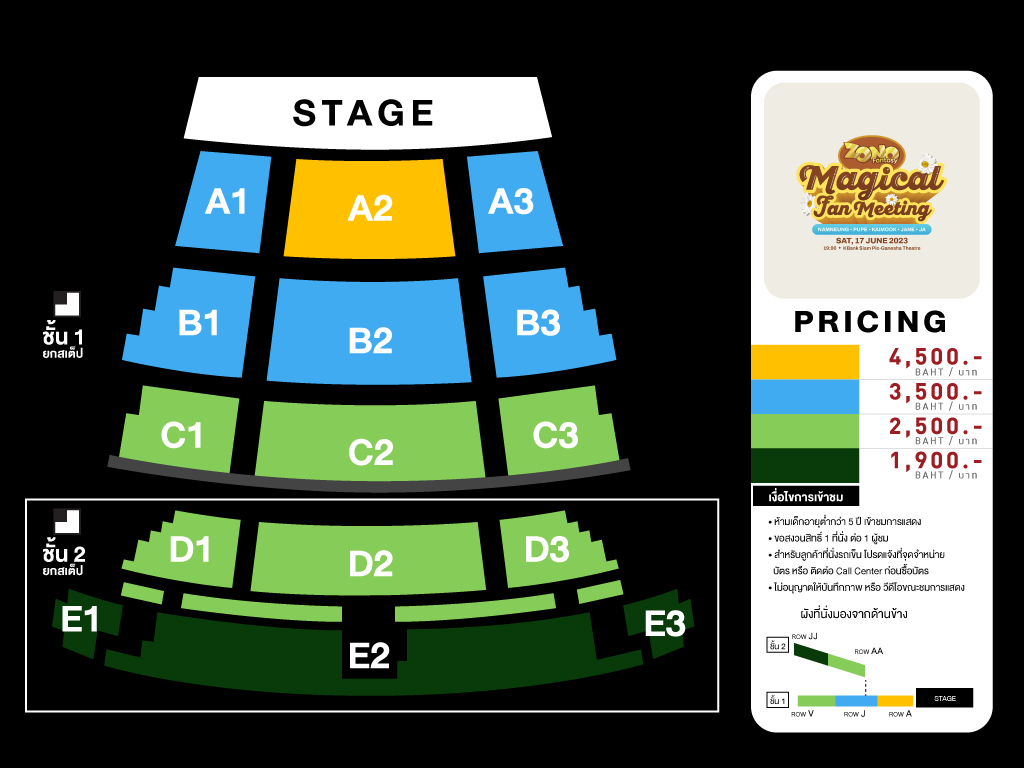 STAGE
A1
A2
A3
B1
B2
B3
ชั้น 1
ยกสเต็ป
C1
C2
C3
ชั้น 2
ยกสเต็ป
D1
D2
D3
E1
E2
E3
ZONO
Fantasy
Magical
Fan Meeting
NAMNEUNG • PUPE • KAIMOOK • JANE • JA
SAT, 17 JUNE 2023
19:00 • KBank Siam Pic-Ganesha Theatre
PRICING
4,500.-
BAHT / บาท
3,500.-
BAHT / บาท
2,500.-
BAHT / บาท
1,900.-
BAHT / บาท
เงื่อไขการเข้าชม
• ห้ามเด็กอายุต่ำกว่า 5 ปี เข้าชมการแสดง
• ขอสงวนสิทธิ์ 1 ที่นั่ง ต่อ 1 ผู้ชม
• สำหรับลูกค้าที่นั่งรถเข็น โปรดแจ้งที่จุดจำหน่าย
บัตร หรือ ติดต่อ Call Center ก่อนซื้อบัตร
• ไม่อนุญาตให้บันทึกภาพ หรือ วีดีโอขณะชมการแสดง
ผังที่นั่งมองจากด้านข้าง
ROW JJ
ชั้น 2
ROW AA
ชั้น 1
STAGE
ROW V
ROW J
ROW A